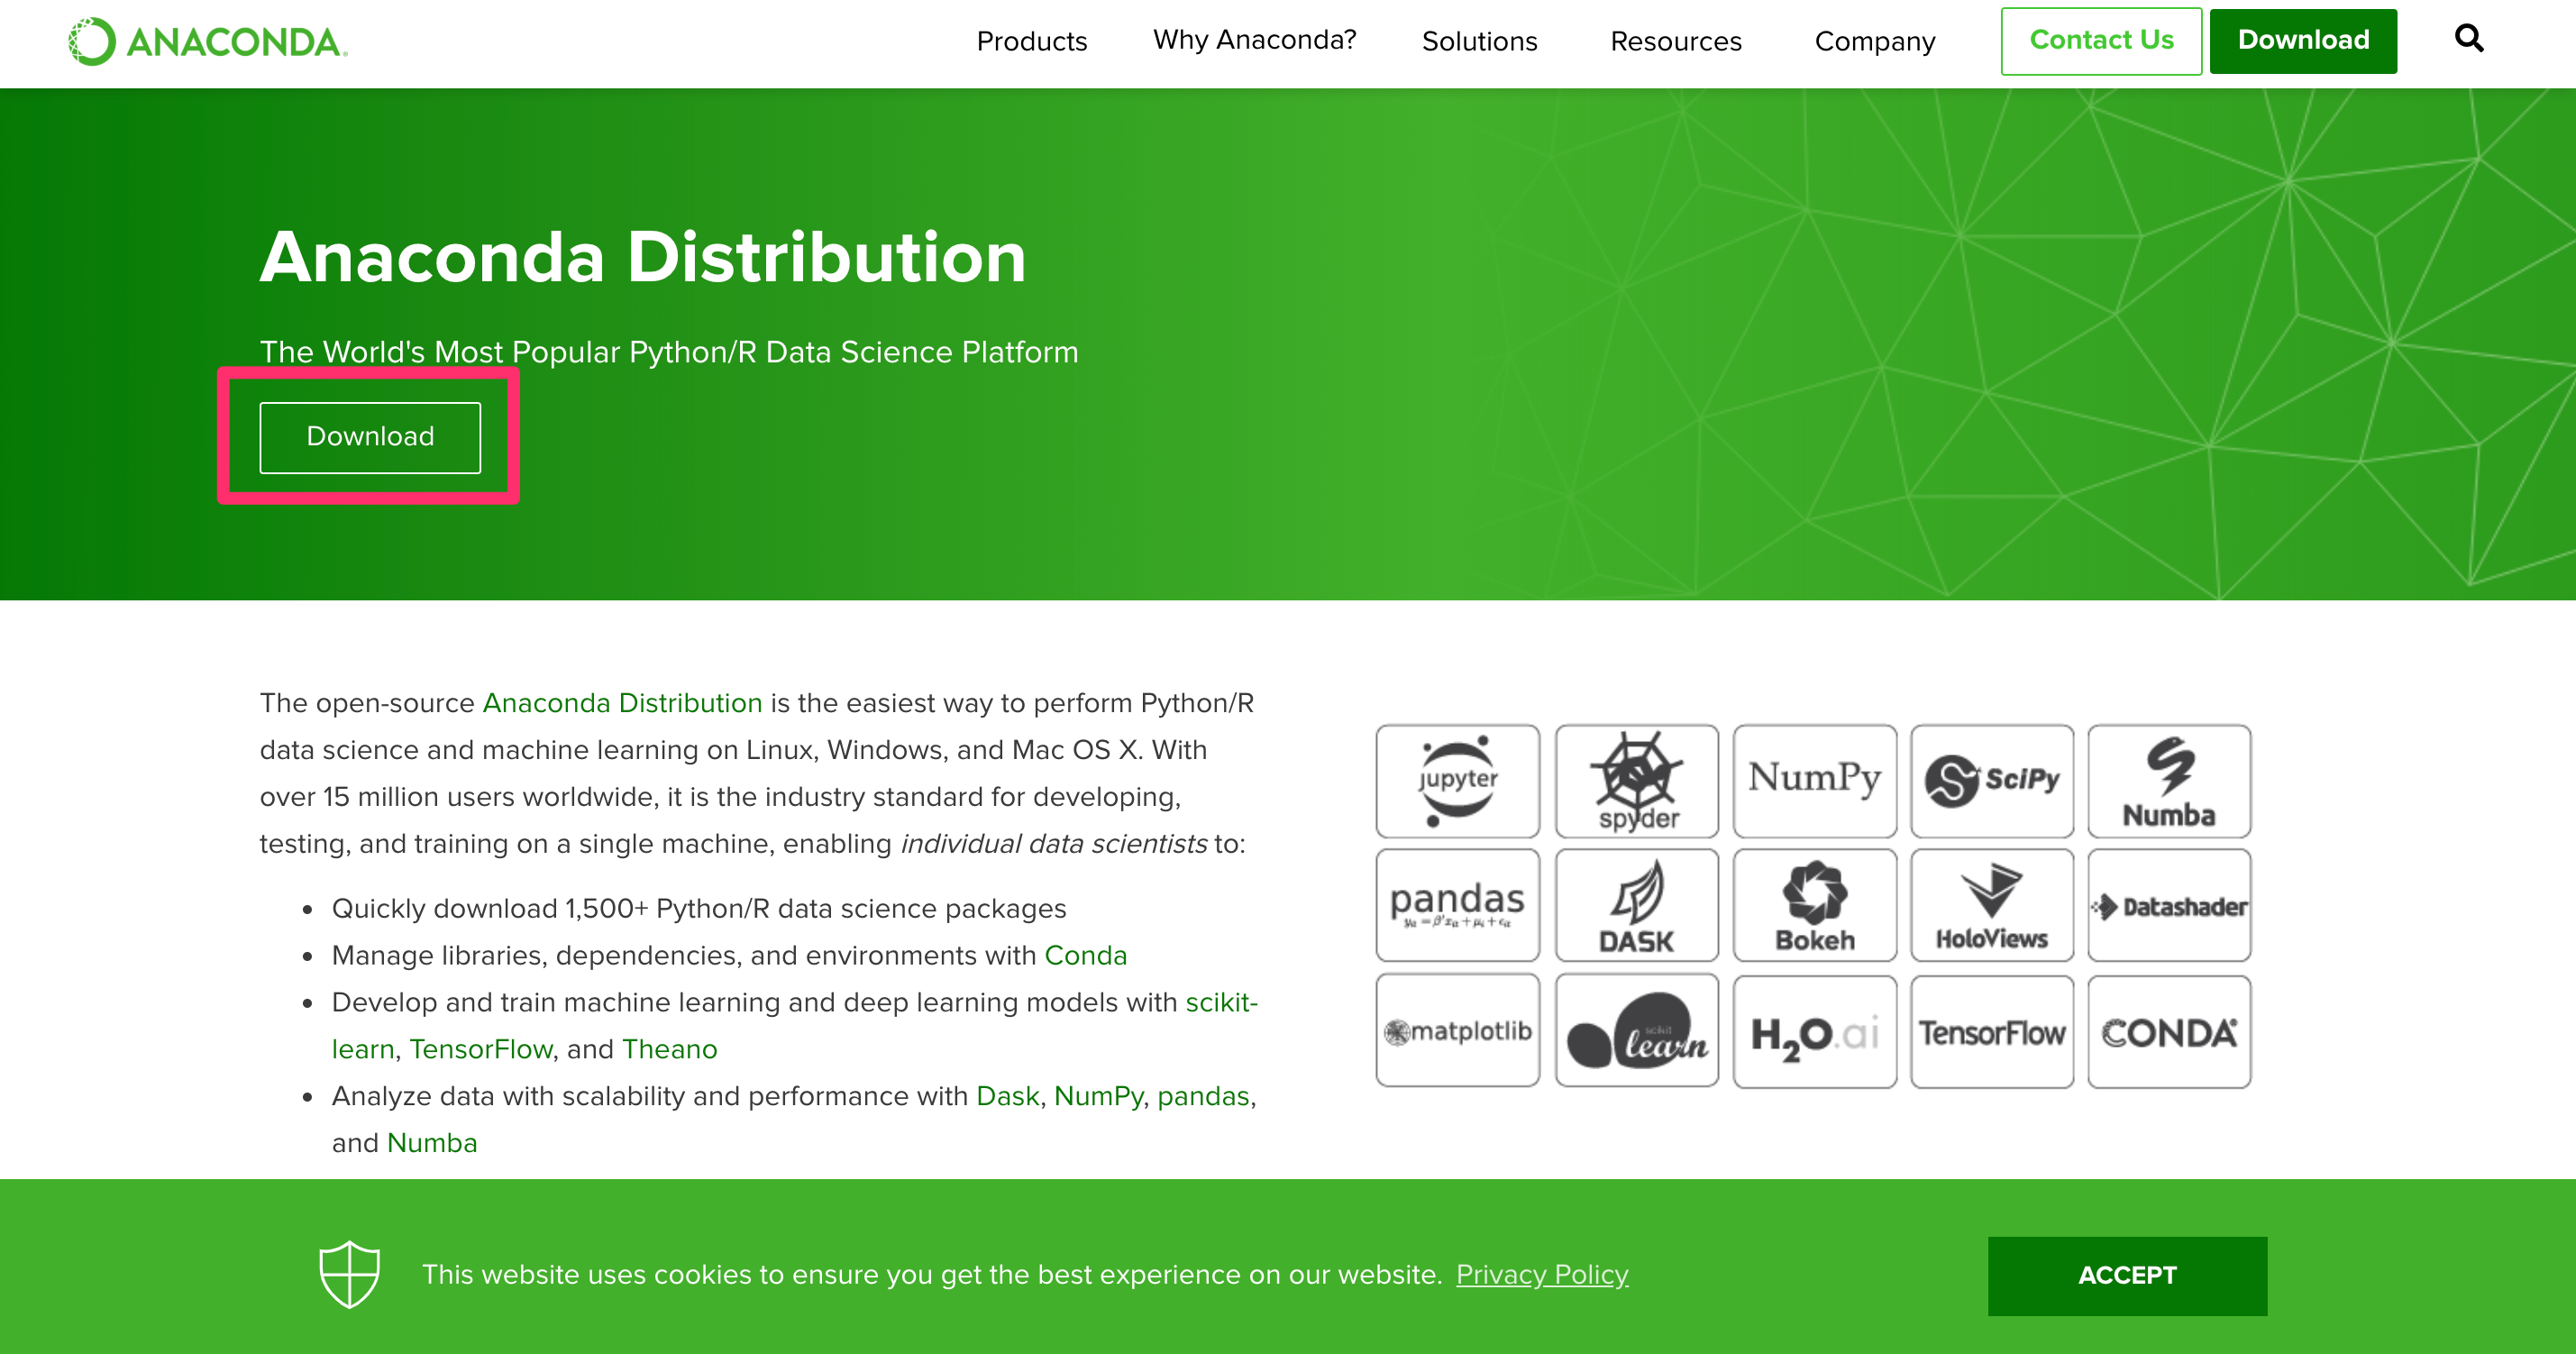 ANACONDA.
Products Why Anaconda? Solutions Resources Company Contact Us Download
Anaconda Distribution
The World's Most Popular Python/R Data Science Platform
Download
The open-source Anaconda Distribution is the easiest way to perform Python/R
data science and machine learning on Linux, Windows, and Mac OS X. With
over 15 million users worldwide, it is the industry standard for developing,
testing, and training on a single machine, enabling individual data scientists to:
• Quickly download 1,500+ Python/R data science packages
• Manage libraries, dependencies, and environments with Conda
• Develop and train machine learning and deep learning models with scikit-
learn, TensorFlow, and Theano
• Analyze data with scalability and performance with Dask, NumPy, pandas,
and Numba
jupyter spyder NumPy SciPy Numba
pandas DASK Bokeh HoloViews Datashader
matplotlib scikit learn H2O.ai TensorFlow CONDA
This website uses cookies to ensure you get the best experience on our website. Privacy Policy
ACCEPT